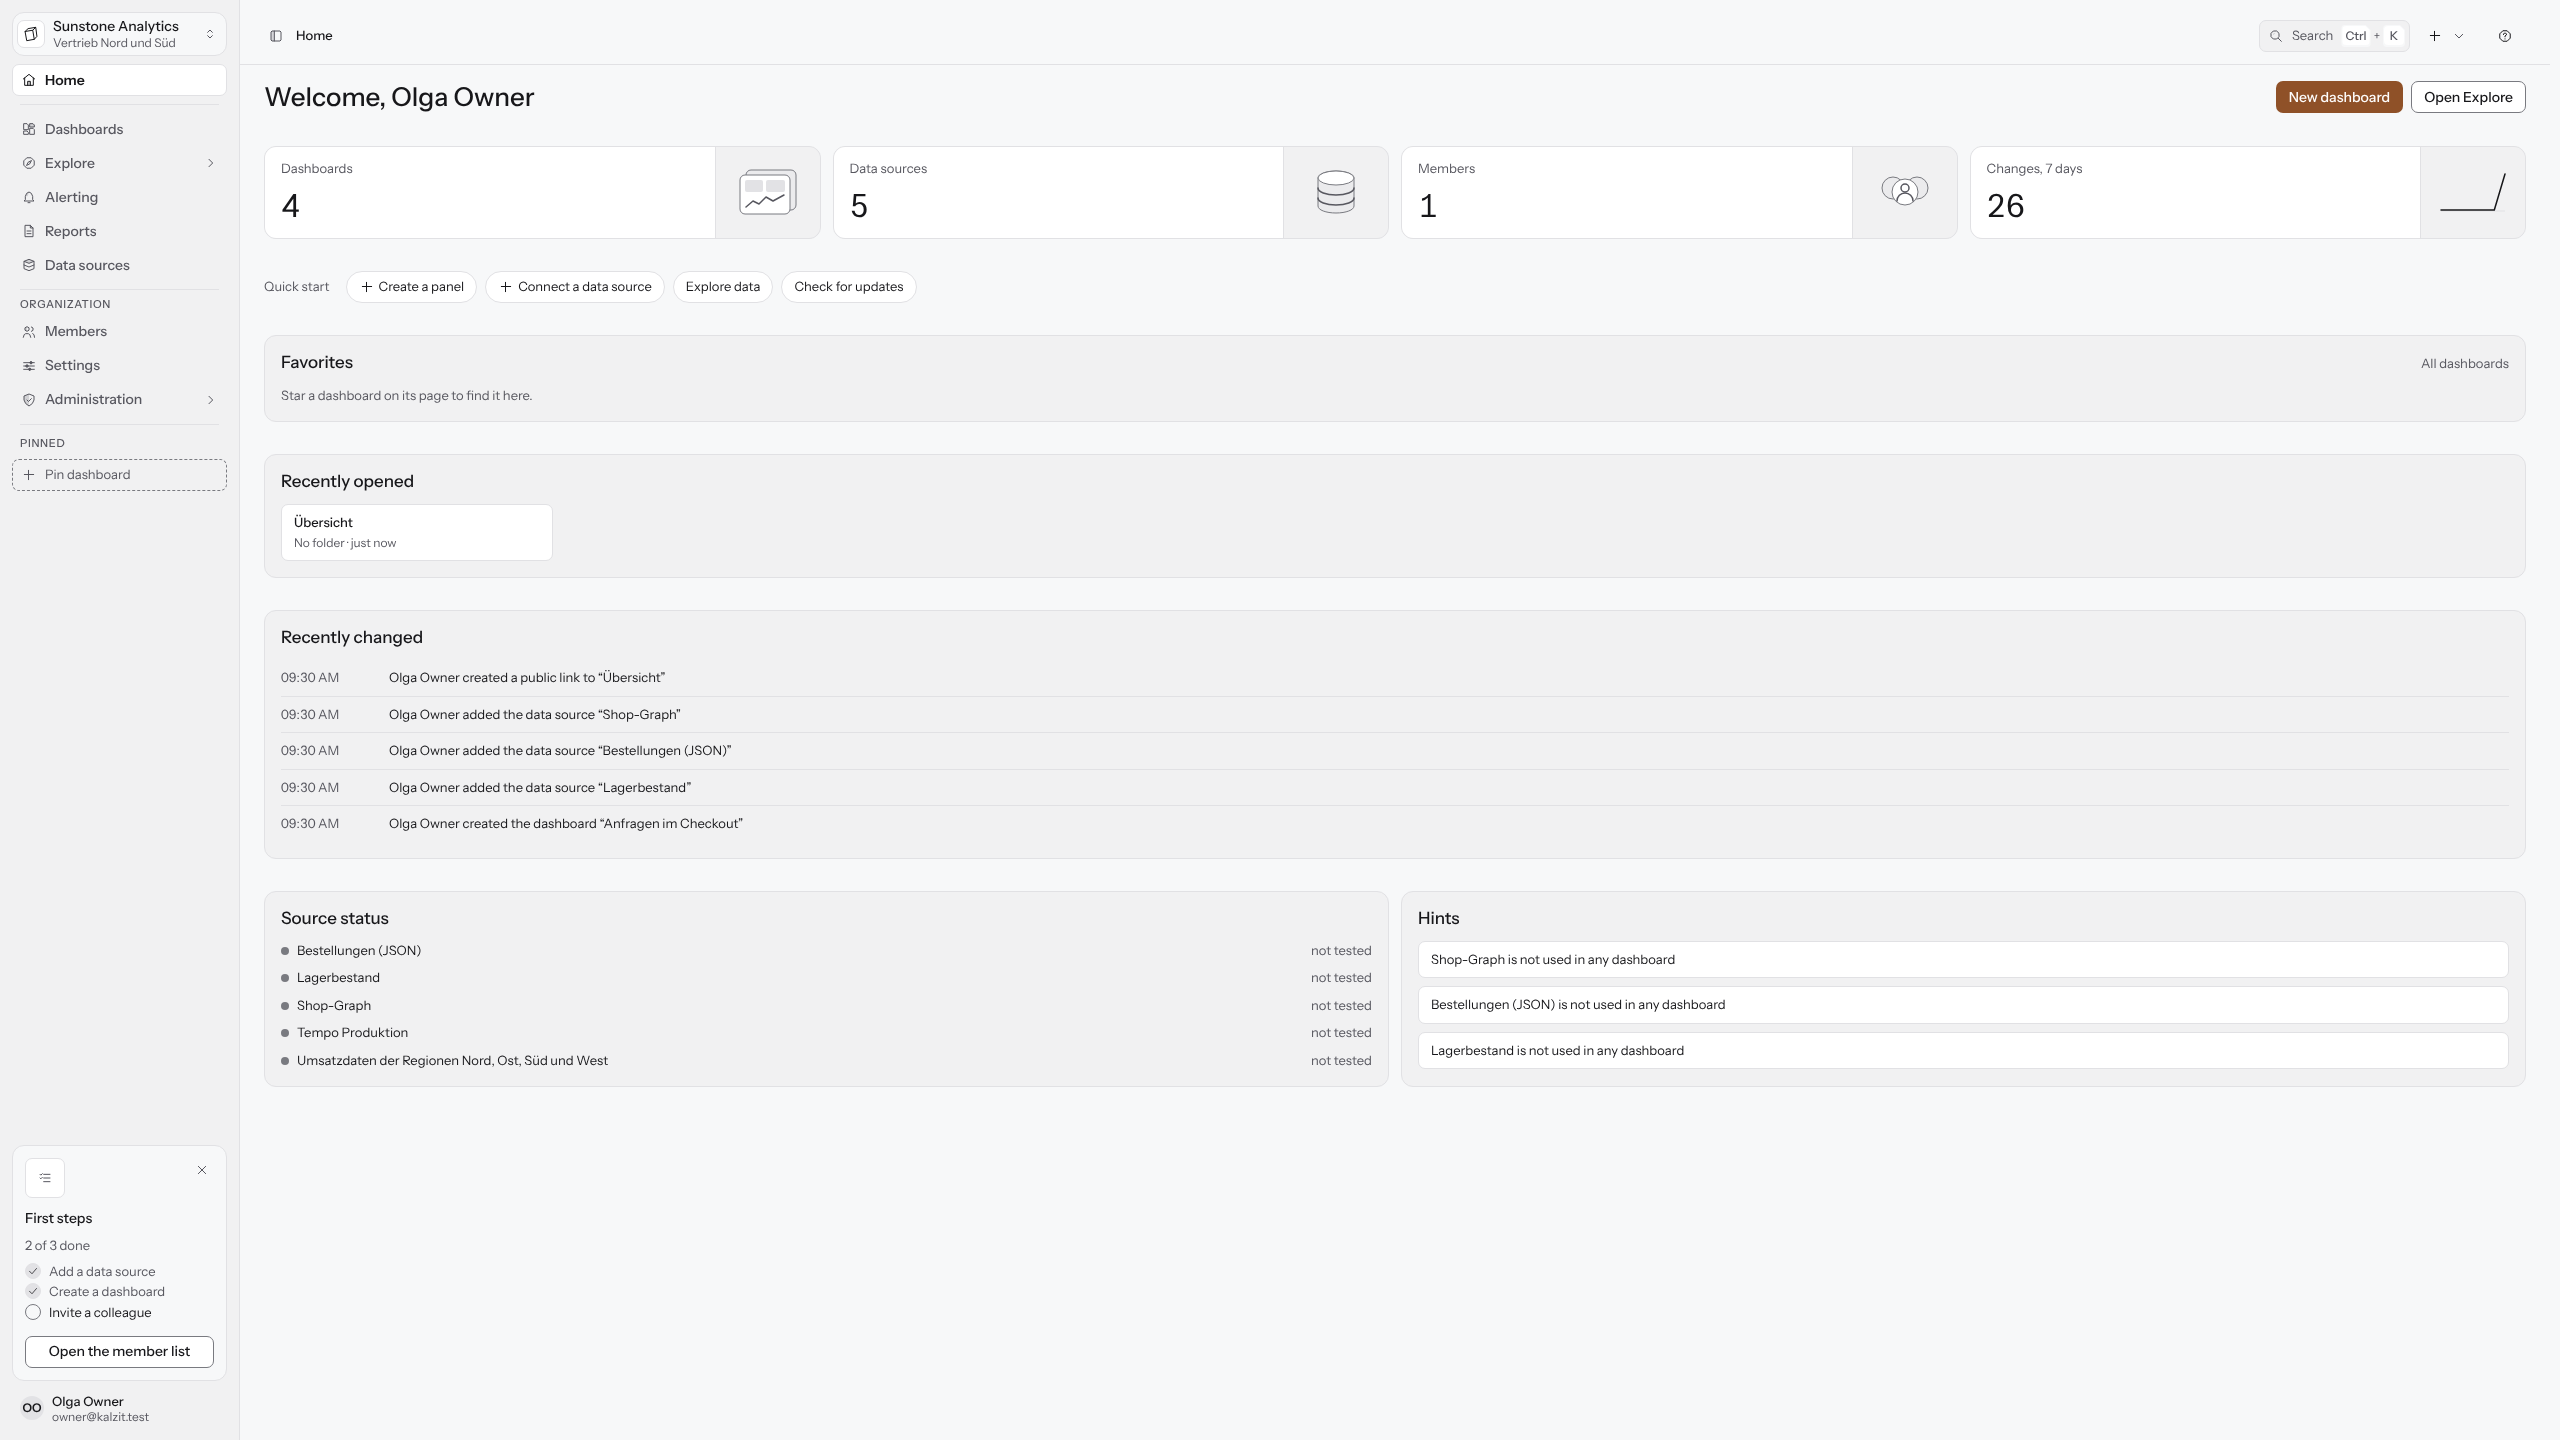 Sunstone Analytics
Vertrieb Nord und Süd
Home
Dashboards
Explore
Alerting
Reports
Data sources
ORGANIZATION
Members
Settings
Administration
PINNED
Pin dashboard
First steps
2 of 3 done
Add a data source
Create a dashboard
Invite a colleague
Open the member list
OO
Olga Owner
owner@kalzit.test
Home
Search Ctrl + K
Welcome, Olga Owner
New dashboard
Open Explore
Dashboards
4
Data sources
5
Members
1
Changes, 7 days
26
Quick start
Create a panel
Connect a data source
Explore data
Check for updates
Favorites
All dashboards
Star a dashboard on its page to find it here.
Recently opened
Übersicht
No folder · just now
Recently changed
09:30 AM Olga Owner created a public link to “Übersicht”
09:30 AM Olga Owner added the data source “Shop-Graph”
09:30 AM Olga Owner added the data source “Bestellungen (JSON)”
09:30 AM Olga Owner added the data source “Lagerbestand”
09:30 AM Olga Owner created the dashboard “Anfragen im Checkout”
Source status
Bestellungen (JSON) not tested
Lagerbestand not tested
Shop-Graph not tested
Tempo Produktion not tested
Umsatzdaten der Regionen Nord, Ost, Süd und West not tested
Hints
Shop-Graph is not used in any dashboard
Bestellungen (JSON) is not used in any dashboard
Lagerbestand is not used in any dashboard